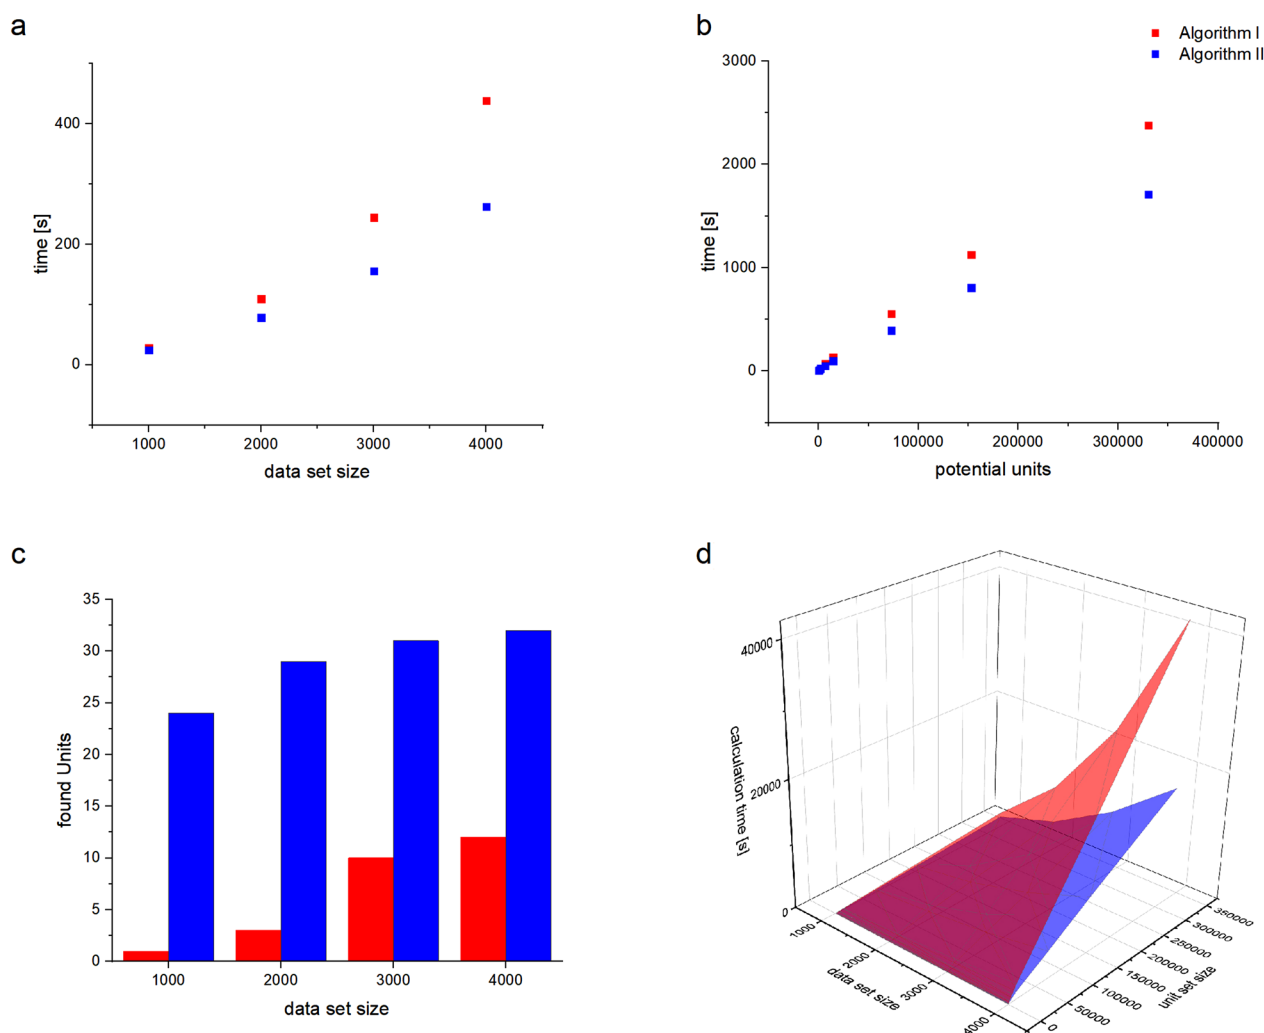 a
400
200
0
time [s]
1000 2000 3000 4000
data set size
b
Algorithm I
Algorithm II
3000
2000
1000
0
time [s]
0 100000 200000 300000 400000
potential units
c
35
30
25
20
15
10
5
0
found Units
1000 2000 3000 4000
data set size
d
40000
20000
0
calculation time [s]
1000
2000
3000
4000
data set size
0
50000
100000
150000
200000
250000
300000
350000
unit set size